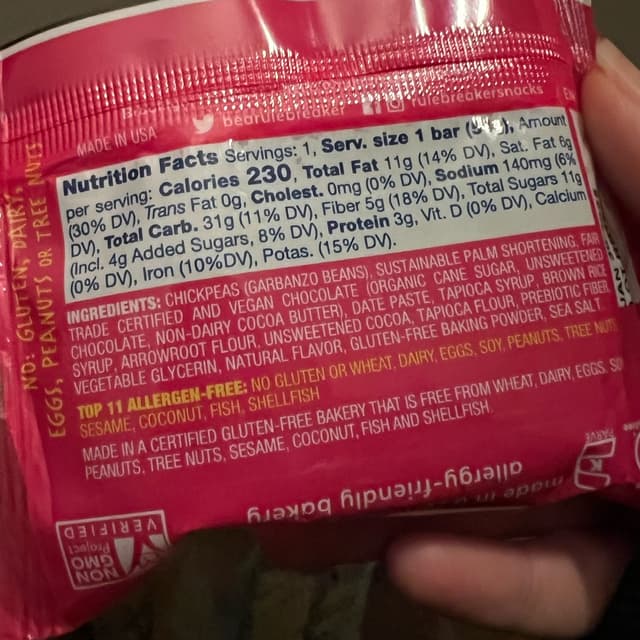 bearulebreaker rulebreakersnocks
MADE IN USA
Nutrition Facts Servings: 1, Serv. size 1 bar Amount
per serving: Calories 230, Total Fat 11g (14% DV), Sat. Fat 6g
(30% DV), Trans Fat 0g, Cholest. 0mg (0% DV), Sodium 140mg (6%
DV), Total Carb. 31g (11% DV), Fiber 5g (18% DV), Total Sugars 11g
(Incl. 4g Added Sugars, 8% DV), Protein 3g, Vit. D (0% DV), Calcium
(0% DV), Iron (10%DV), Potas. (15% DV).
INGREDIENTS: CHICKPEAS (GARBANZO BEANS), SUSTAINABLE PALM SHORTENING, FAIR
TRADE CERTIFIED AND VEGAN CHOCOLATE (ORGANIC CANE SUGAR, UNSWEETENED
CHOCOLATE, NON-DAIRY COCOA BUTTER), DATE PASTE, TAPIOCA SYRUP, BROWN RICE
SYRUP, ARROWROOT FLOUR, UNSWEETENED COCOA, TAPIOCA FLOUR, PREBIOTIC FIBER,
VEGETABLE GLYCERIN, NATURAL FLAVOR, GLUTEN-FREE BAKING POWDER, SEA SALT
TOP 11 ALLERGEN-FREE: NO GLUTEN OR WHEAT, DAIRY, EGGS, SOY, PEANUTS, TREE NUTS
SESAME, COCONUT, FISH, SHELLFISH
MADE IN A CERTIFIED GLUTEN-FREE BAKERY THAT IS FREE FROM WHEAT, DAIRY, EGGS,
PEANUTS, TREE NUTS, SESAME, COCONUT, FISH AND SHELLFISH
NO: GLUTEN, DAIRY,
EGGS, PEANUTS OR TREE NUTS
made in
allergy-friendly bakery
NON
GMO
Project
VERIFIED
PARVE